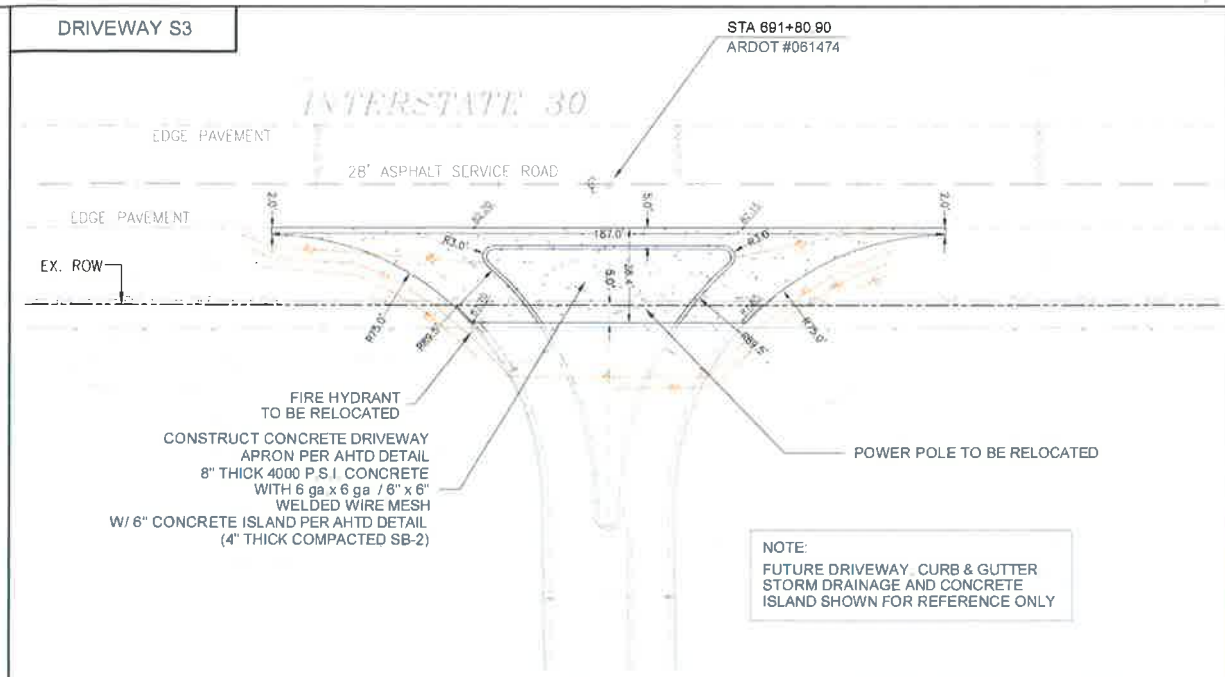 DRIVEWAY S3
STA 691+80.90
ARDOT #061474
INTERSTATE 30
EDGE PAVEMENT
28' ASPHALT SERVICE ROAD
EDGE PAVEMENT
2.0'
5.0'
2.0'
187.0'
R3.0'
R3.0'
EX. ROW
5.0'
R75.0'
R89.5'
R89.5'
R75.0'
FIRE HYDRANT
TO BE RELOCATED
CONSTRUCT CONCRETE DRIVEWAY
APRON PER AHTD DETAIL
8" THICK 4000 P.S.I. CONCRETE
WITH 6 ga x 6 ga / 6" x 6"
WELDED WIRE MESH
W/ 6" CONCRETE ISLAND PER AHTD DETAIL
(4" THICK COMPACTED SB-2)
POWER POLE TO BE RELOCATED
NOTE:
FUTURE DRIVEWAY, CURB & GUTTER
STORM DRAINAGE AND CONCRETE
ISLAND SHOWN FOR REFERENCE ONLY